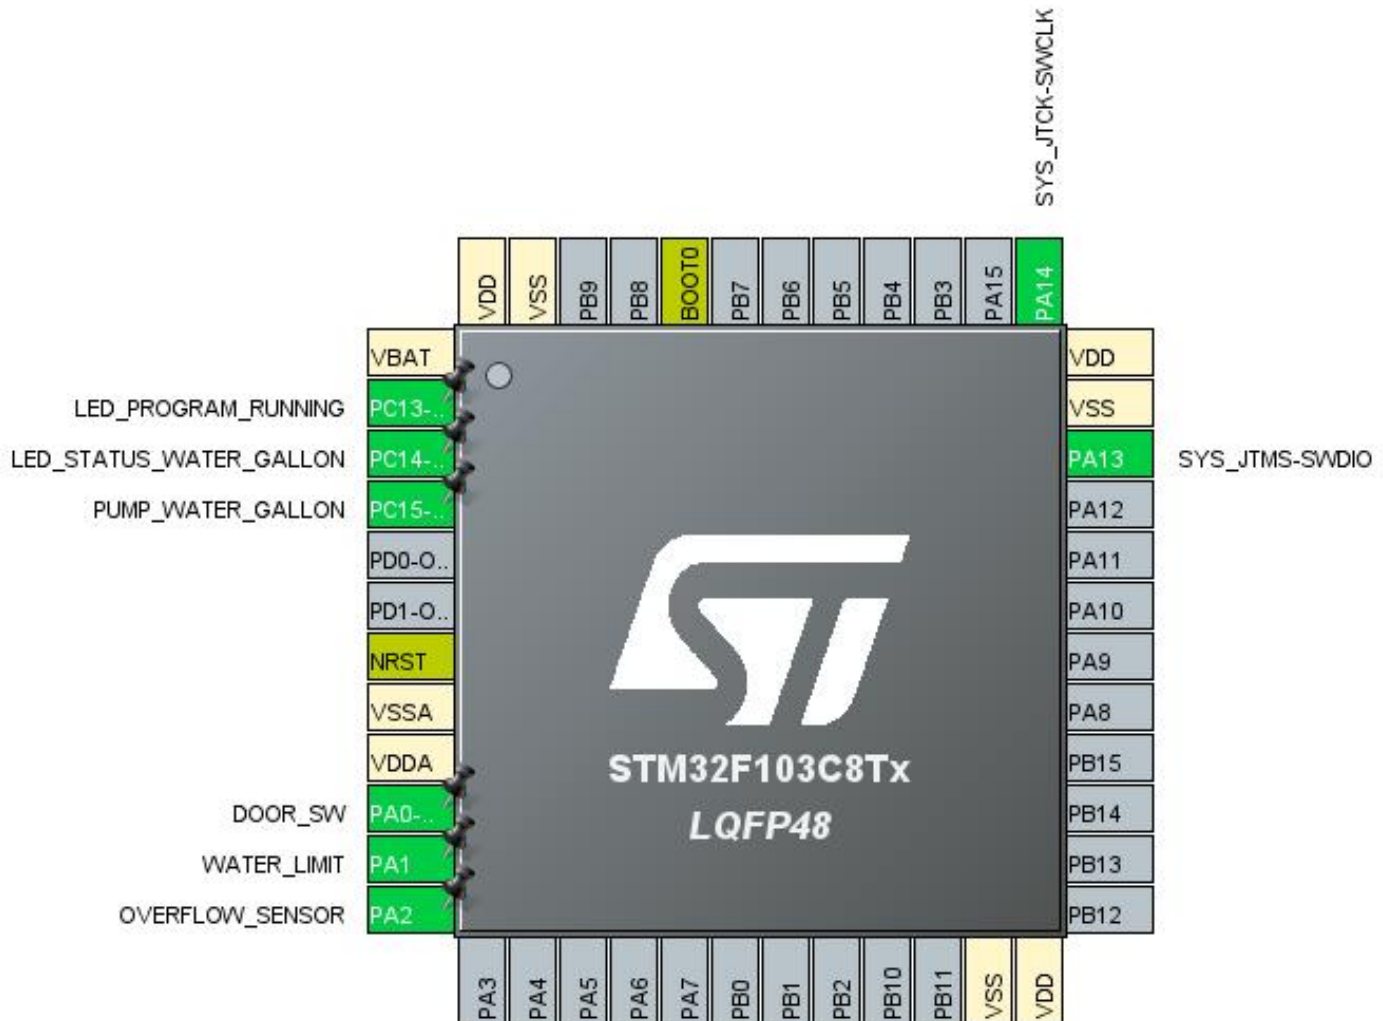 SYS_JTCK-SWCLK
VDD
VSS
PB9
PB8
BOOT0
PB7
PB6
PB5
PB4
PB3
PA15
PA14
VBAT
LED_PROGRAM_RUNNING PC13-..
LED_STATUS_WATER_GALLON PC14-..
PUMP_WATER_GALLON PC15-..
PD0-O..
PD1-O..
NRST
VSSA
VDDA
DOOR_SW PA0-..
WATER_LIMIT PA1
OVERFLOW_SENSOR PA2
ST
STM32F103C8Tx
LQFP48
VDD
VSS
PA13 SYS_JTMS-SWDIO
PA12
PA11
PA10
PA9
PA8
PB15
PB14
PB13
PB12
PA3
PA4
PA5
PA6
PA7
PB0
PB1
PB2
PB10
PB11
VSS
VDD